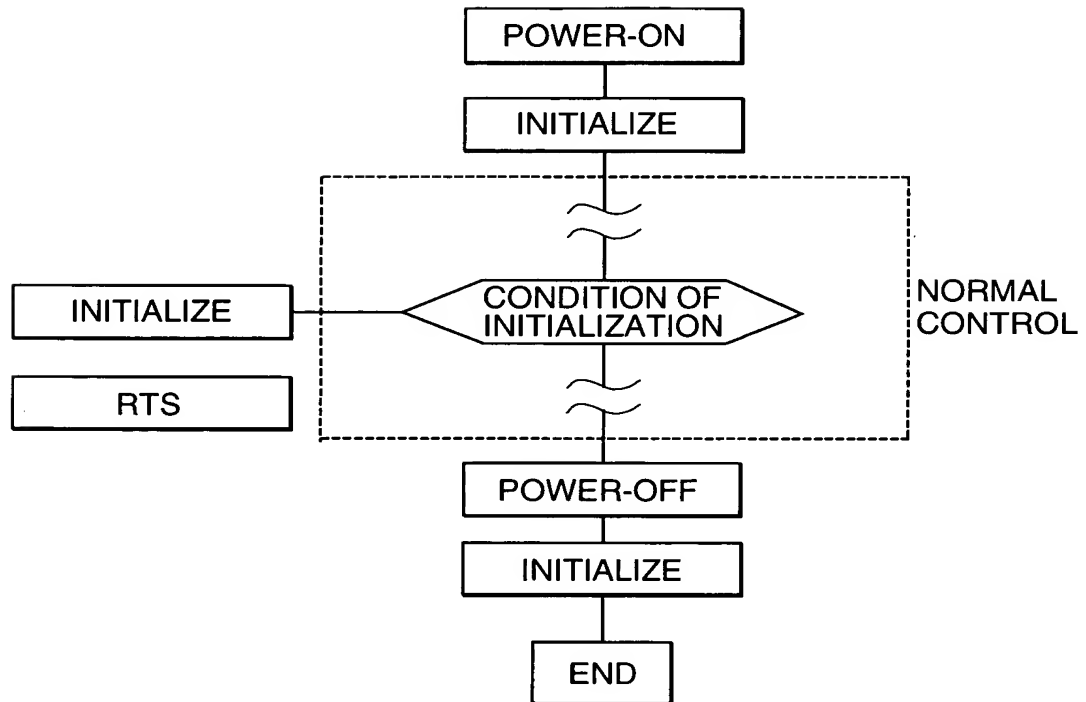 POWER-ON
INITIALIZE
CONDITION OF
INITIALIZATION
NORMAL
CONTROL
INITIALIZE
RTS
POWER-OFF
INITIALIZE
END